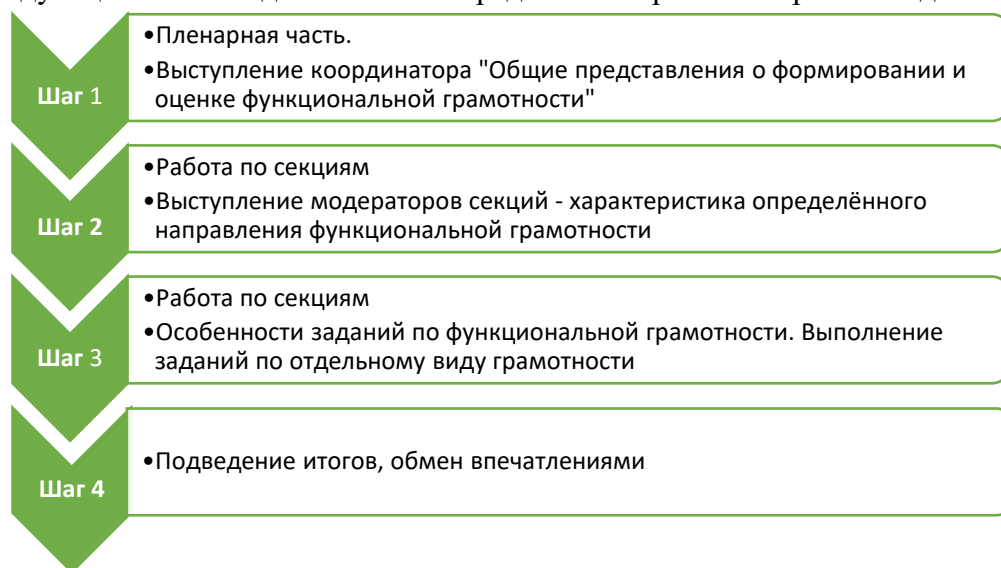 •Пленарная часть.
•Выступление координатора "Общие представления о формировании и
оценке функциональной грамотности"
Шаг 1
•Работа по секциям
•Выступление модераторов секций - характеристика определённого
направления функциональной грамотности
Шаг 2
•Работа по секциям
•Особенности заданий по функциональной грамотности. Выполнение
заданий по отдельному виду грамотности
Шаг 3
•Подведение итогов, обмен впечатлениями
Шаг 4